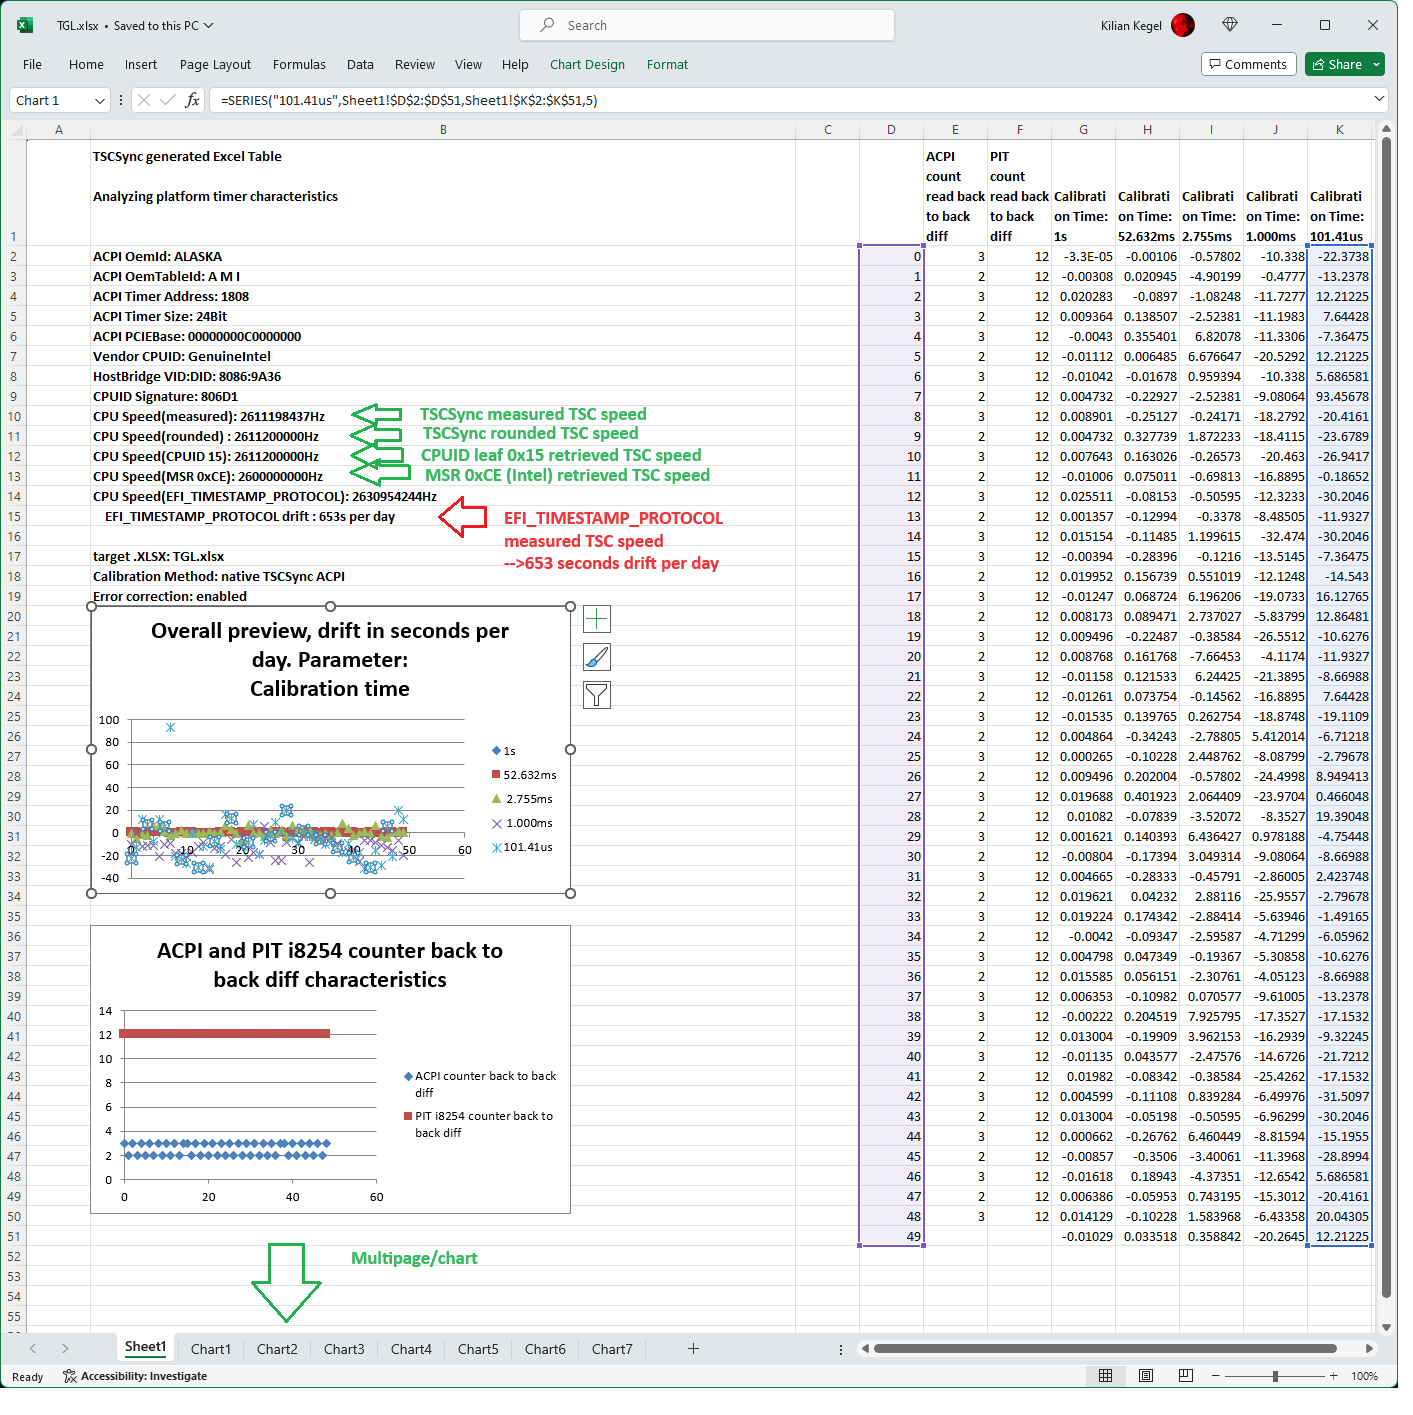 TGL.xlsx • Saved to this PC
Search
Kilian Kegel
File Home Insert Page Layout Formulas Data Review View Help Chart Design Format
Comments Share
Chart 1 fx =SERIES("101.41us",Sheet1!$D$2:$D$51,Sheet1!$K$2:$K$51,5)
A B C D E F G H I J K
TSCSync generated Excel Table
Analyzing platform timer characteristics
ACPI count read back to back diff
PIT count read back to back diff
Calibrati on Time: 1s
Calibrati on Time: 52.632ms
Calibrati on Time: 2.755ms
Calibrati on Time: 1.000ms
Calibrati on Time: 101.41us
1
2 ACPI OemId: ALASKA 0 3 12 -3.3E-05 -0.00106 -0.57802 -10.338 -22.3738
3 ACPI OemTableId: A M I 1 2 12 -0.00308 0.020945 -4.90199 -0.4777 -13.2378
4 ACPI Timer Address: 1808 2 3 12 0.020283 -0.0897 -1.08248 -11.7277 12.21225
5 ACPI Timer Size: 24Bit 3 2 12 0.009364 0.138507 -2.52381 -11.1983 7.64428
6 ACPI PCIEBase: 00000000C0000000 4 3 12 -0.0043 0.355401 6.82078 -11.3306 -7.36475
7 Vendor CPUID: GenuineIntel 5 2 12 -0.01112 0.006485 6.676647 -20.5292 12.21225
8 HostBridge VID:DID: 8086:9A36 6 3 12 -0.01042 -0.01678 0.959394 -10.338 5.686581
9 CPUID Signature: 806D1 7 2 12 0.004732 -0.22927 -2.52381 -9.08064 93.45678
10 CPU Speed(measured): 2611198437Hz TSCSync measured TSC speed 8 3 12 0.008901 -0.25127 -0.24171 -18.2792 -20.4161
11 CPU Speed(rounded) : 2611200000Hz TSCSync rounded TSC speed 9 2 12 0.004732 0.327739 1.872233 -18.4115 -23.6789
12 CPU Speed(CPUID 15): 2611200000Hz CPUID leaf 0x15 retrieved TSC speed 10 3 12 0.007643 0.163026 -0.26573 -20.463 -26.9417
13 CPU Speed(MSR 0xCE): 2600000000Hz MSR 0xCE (Intel) retrieved TSC speed 11 2 12 -0.01006 0.075011 -0.69813 -16.8895 -0.18652
14 CPU Speed(EFI_TIMESTAMP_PROTOCOL): 2630954244Hz 12 3 12 0.025511 -0.08153 -0.50595 -12.3233 -30.2046
15 EFI_TIMESTAMP_PROTOCOL drift : 653s per day EFI_TIMESTAMP_PROTOCOL 13 2 12 0.001357 -0.12994 -0.3378 -8.48505 -11.9327
16 measured TSC speed 14 3 12 0.015154 -0.11485 1.199615 -32.474 -30.2046
17 target .XLSX: TGL.xlsx -->653 seconds drift per day 15 3 12 -0.00394 -0.28396 -0.1216 -13.5145 -7.36475
18 Calibration Method: native TSCSync ACPI 16 2 12 0.019952 0.156739 0.551019 -12.1248 -14.543
19 Error correction: enabled 17 3 12 -0.01247 0.068724 6.196206 -19.0733 16.12765
20 18 2 12 0.008173 0.089471 2.737027 -5.83799 12.86481
21 19 3 12 0.009496 -0.22487 -0.38584 -26.5512 -10.6276
22 20 2 12 0.008768 0.161768 -7.66453 -4.1174 -11.9327
23 21 3 12 -0.01158 0.121533 6.24425 -21.3895 -8.66988
24 22 2 12 -0.01261 0.073754 -0.14562 -16.8895 7.64428
25 23 3 12 -0.01535 0.139765 0.262754 -18.8748 -19.1109
26 24 2 12 0.004864 -0.34243 -2.78805 5.412014 -6.71218
27 25 3 12 0.000265 -0.10228 2.448762 -8.08799 -2.79678
28 26 2 12 0.009496 0.202004 -0.57802 -24.4998 8.949413
29 27 3 12 0.019688 0.401923 2.064409 -23.9704 0.466048
30 28 2 12 0.01082 -0.07839 -3.52072 -8.3527 19.39048
31 29 3 12 0.001621 0.140393 6.436427 0.978188 -4.75448
32 30 2 12 -0.00804 -0.17394 3.049314 -9.08064 -8.66988
33 31 3 12 0.004665 -0.28333 -0.45791 -2.86005 2.423748
34 32 2 12 0.019621 0.04232 2.88116 -25.9557 -2.79678
35 33 3 12 0.019224 0.174342 -2.88414 -5.63946 -1.49165
36 34 2 12 -0.0042 -0.09347 -2.59587 -4.71299 -6.05962
37 35 3 12 0.004798 0.047349 -0.19367 -5.30858 -10.6276
38 36 2 12 0.015585 0.056151 -2.30761 -4.05123 -8.66988
39 37 3 12 0.006353 -0.10982 0.070577 -9.61005 -13.2378
40 38 3 12 -0.00222 0.204519 7.925795 -17.3527 -17.1532
41 39 2 12 0.013004 -0.19909 3.962153 -16.2939 -9.32245
42 40 3 12 -0.01135 0.043577 -2.47576 -14.6726 -21.7212
43 41 2 12 0.01982 -0.08342 -0.38584 -25.4262 -17.1532
44 42 3 12 0.004599 -0.11108 0.839284 -6.49976 -31.5097
45 43 2 12 0.013004 -0.05198 -0.50595 -6.96299 -30.2046
46 44 3 12 0.000662 -0.26762 6.460449 -8.81594 -15.1955
47 45 2 12 -0.00857 -0.3506 -3.40061 -11.3968 -28.8994
48 46 3 12 -0.01618 0.18943 -4.37351 -12.6542 5.686581
49 47 2 12 0.006386 -0.05953 0.743195 -15.3012 -20.4161
50 48 3 12 0.014129 -0.10228 1.583968 -6.43358 20.04305
51 49 -0.01029 0.033518 0.358842 -20.2645 12.21225
52
53
54
55
Overall preview, drift in seconds per
day. Parameter:
Calibration time
100
80
60
40
20
0
-20
-40
0 10 20 30 40 50 60
1s
52.632ms
2.755ms
1.000ms
101.41us
ACPI and PIT i8254 counter back to
back diff characteristics
14
12
10
8
6
4
2
0
0 20 40 60
ACPI counter back to back
diff
PIT i8254 counter back to
back diff
Multipage/chart
Sheet1 Chart1 Chart2 Chart3 Chart4 Chart5 Chart6 Chart7
Ready Accessibility: Investigate 100%